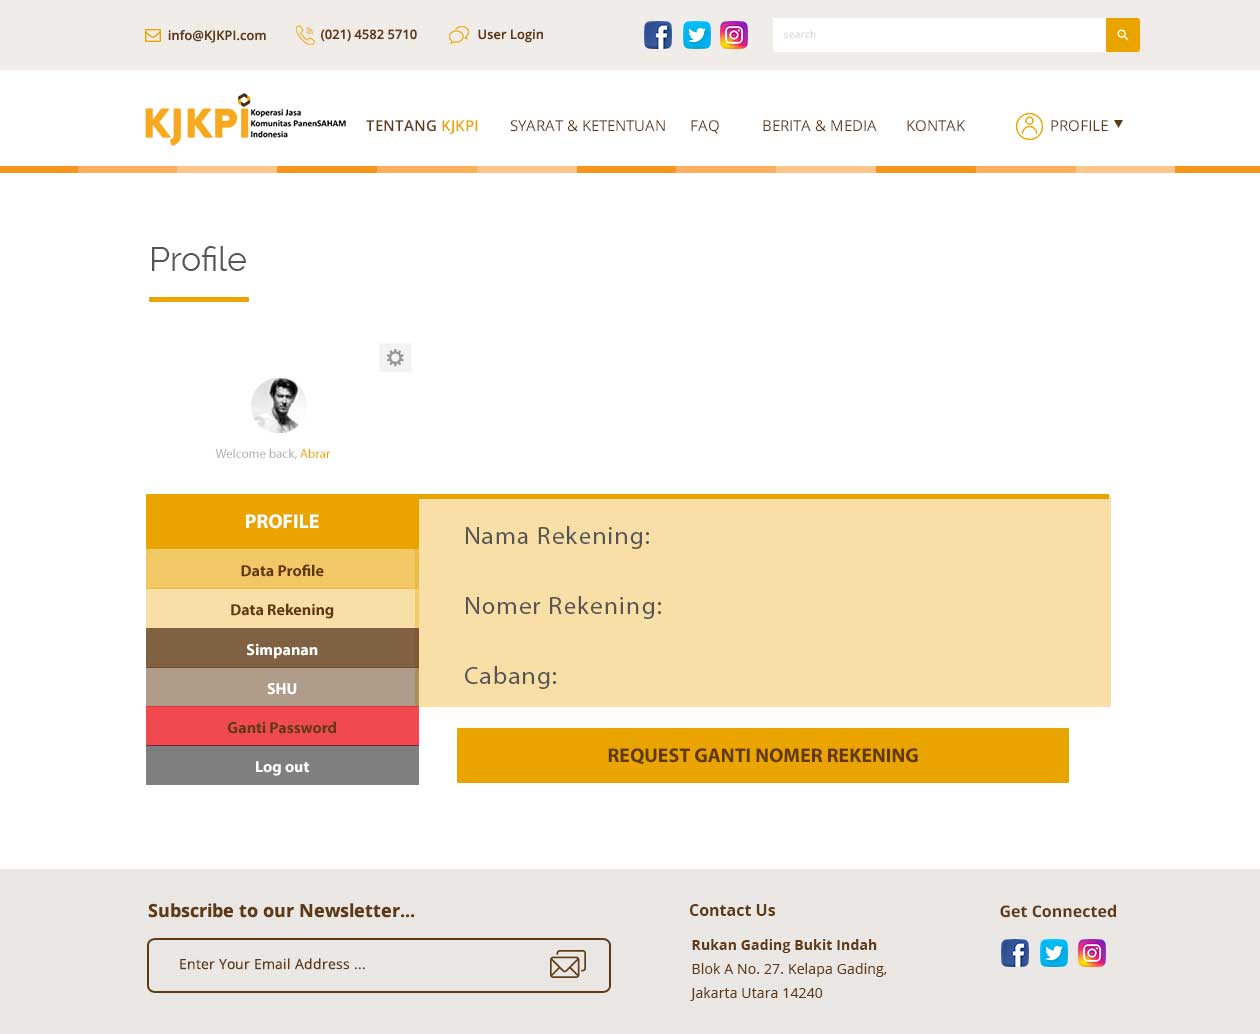 info@KJKPI.com
(021) 4582 5710
User Login
search
KJKPI
Koperasi Jasa
Komunitas PanenSAHAM
Indonesia
TENTANG KJKPI
SYARAT & KETENTUAN
FAQ
BERITA & MEDIA
KONTAK
PROFILE
Profile
Welcome back, Abrar
PROFILE
Data Profile
Data Rekening
Simpanan
SHU
Ganti Password
Log out
Nama Rekening:
Nomer Rekening:
Cabang:
REQUEST GANTI NOMER REKENING
Subscribe to our Newsletter...
Enter Your Email Address ...
Contact Us
Rukan Gading Bukit Indah
Blok A No. 27. Kelapa Gading,
Jakarta Utara 14240
Get Connected